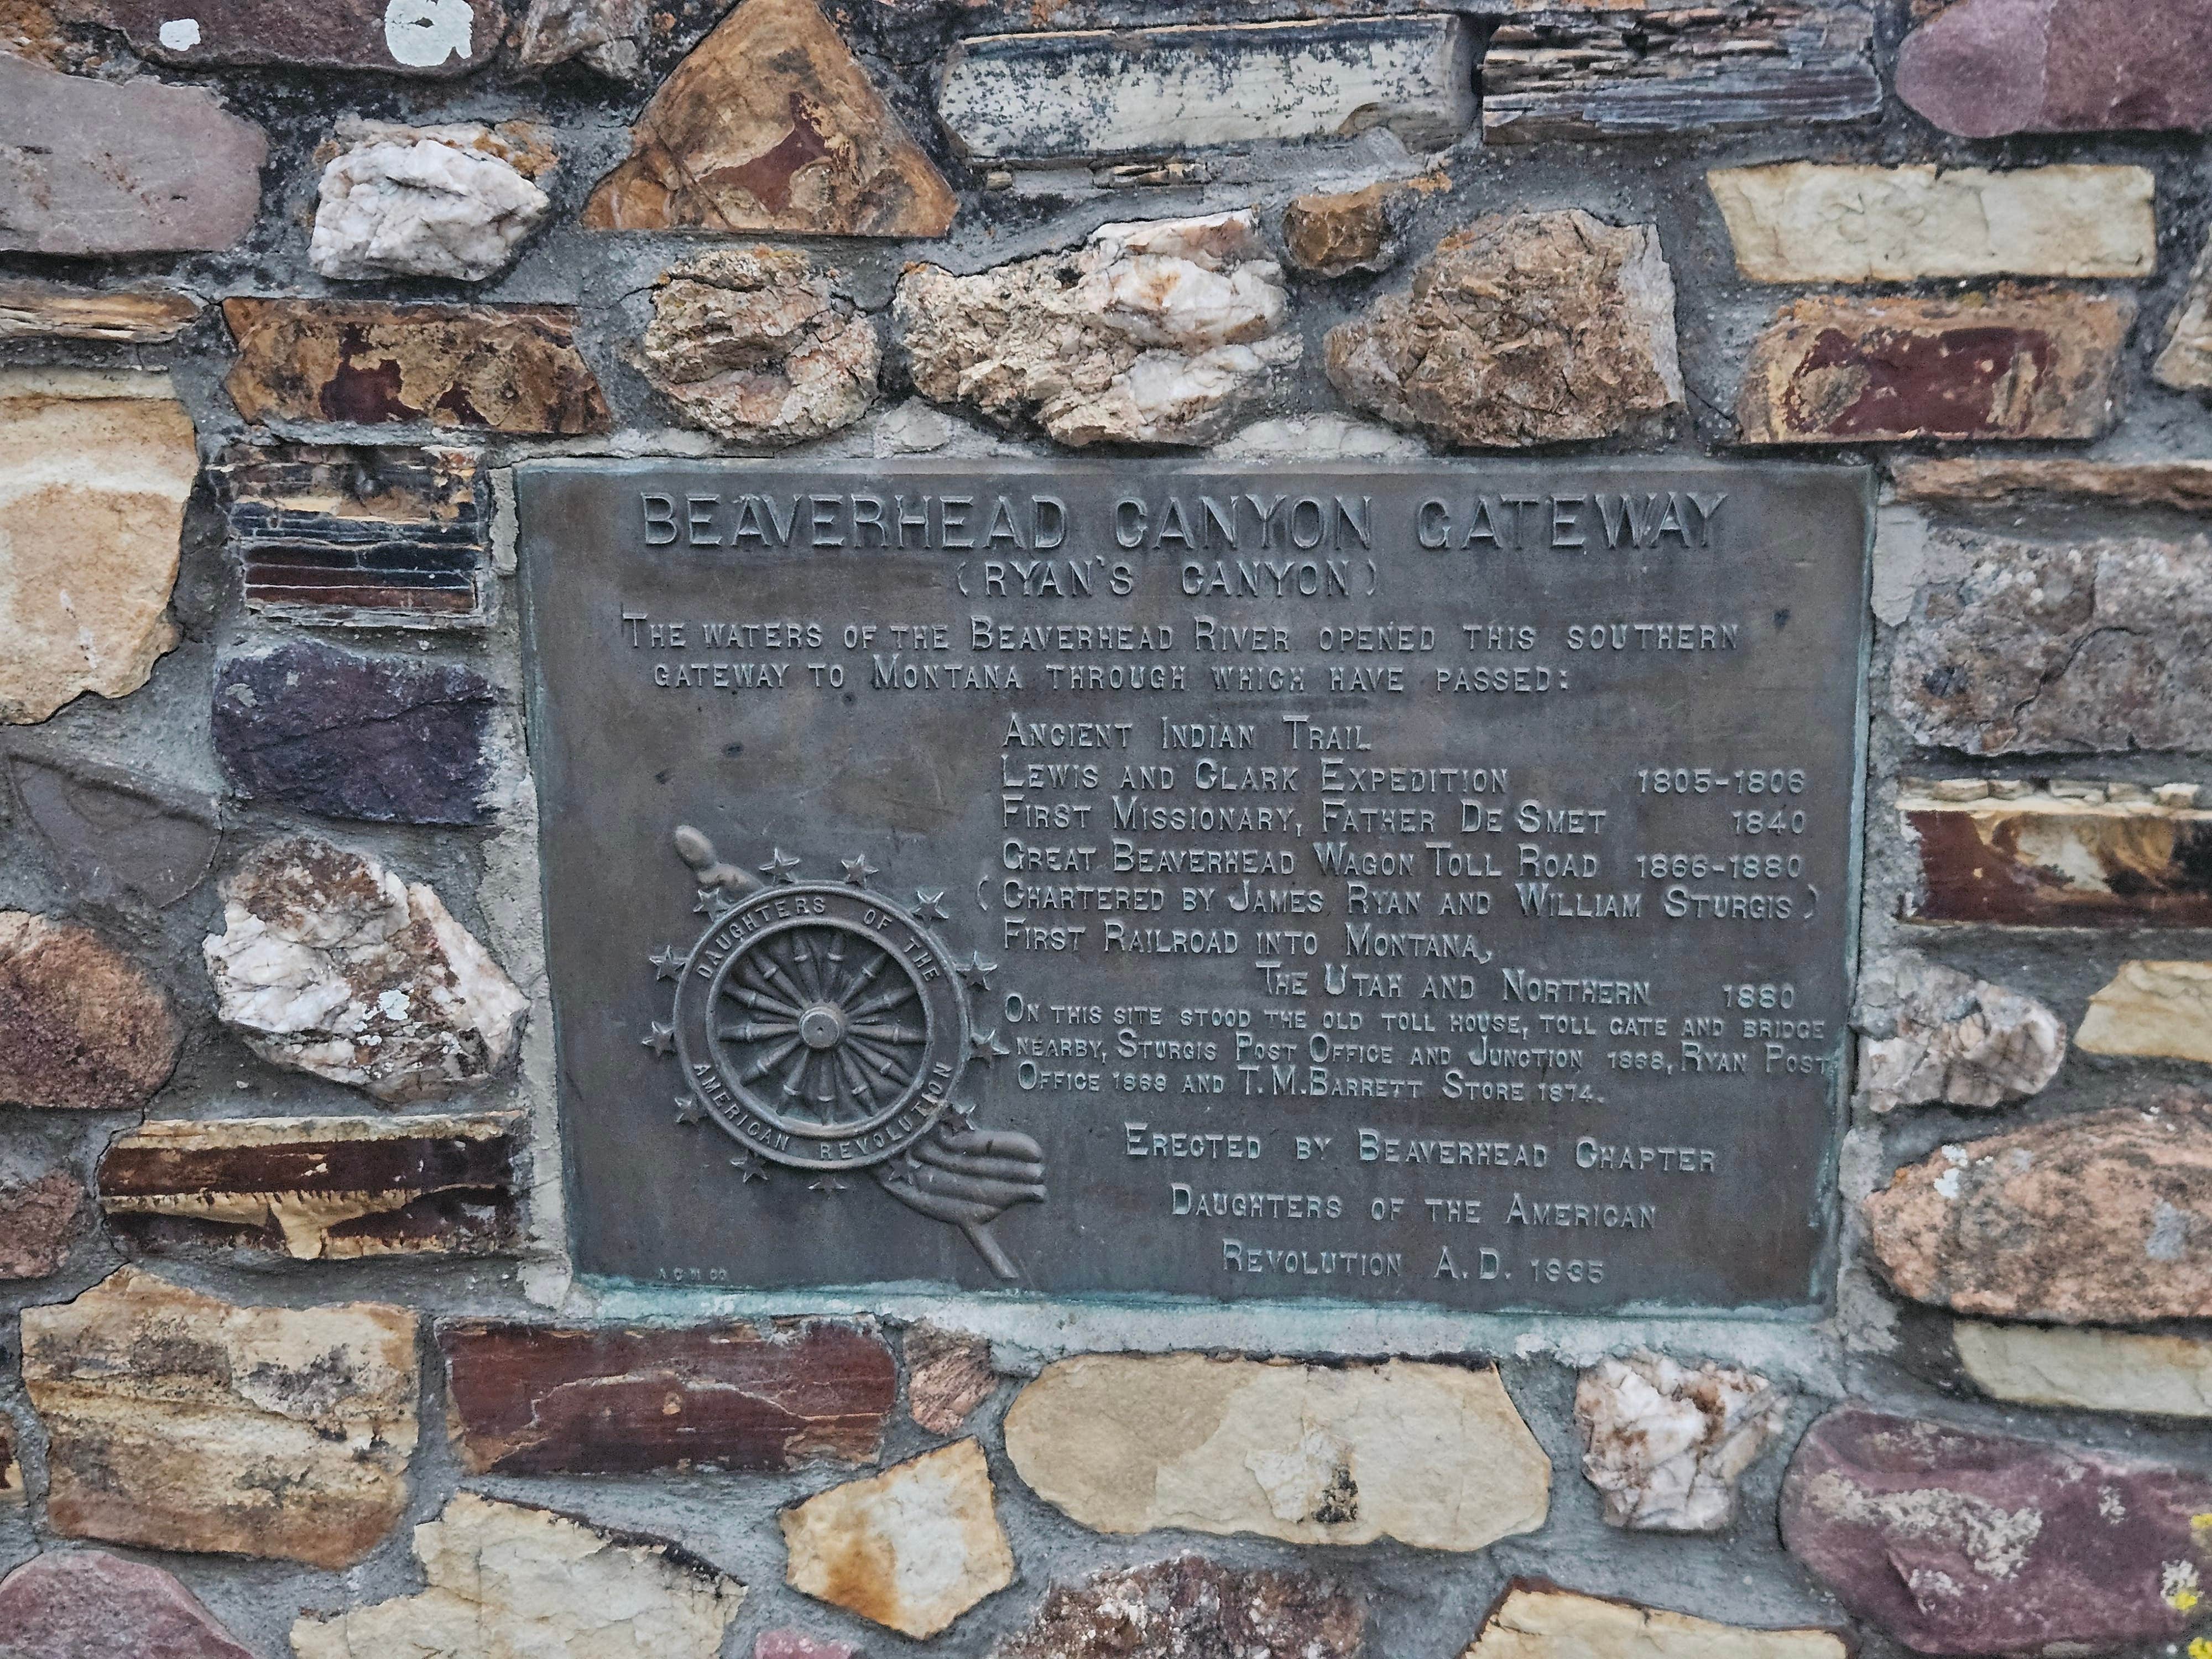 BEAVERHEAD CANYON GATEWAY
(RYAN'S CANYON)
THE WATERS OF THE BEAVERHEAD RIVER OPENED THIS SOUTHERN
GATEWAY TO MONTANA THROUGH WHICH HAVE PASSED:
ANCIENT INDIAN TRAIL
LEWIS AND CLARK EXPEDITION 1805-1806
FIRST MISSIONARY, FATHER DE SMET 1840
GREAT BEAVERHEAD WAGON TOLL ROAD 1866-1880
(CHARTERED BY JAMES RYAN AND WILLIAM STURGIS)
FIRST RAILROAD INTO MONTANA,
THE UTAH AND NORTHERN 1880
ON THIS SITE STOOD THE OLD TOLL HOUSE, TOLL GATE AND BRIDGE
NEARBY, STURGIS POST OFFICE AND JUNCTION 1868, RYAN POST
OFFICE 1869 AND T.M.BARRETT STORE 1874.
ERECTED BY BEAVERHEAD CHAPTER
DAUGHTERS OF THE AMERICAN
REVOLUTION A.D. 1935
DAUGHTERS OF THE
AMERICAN REVOLUTION